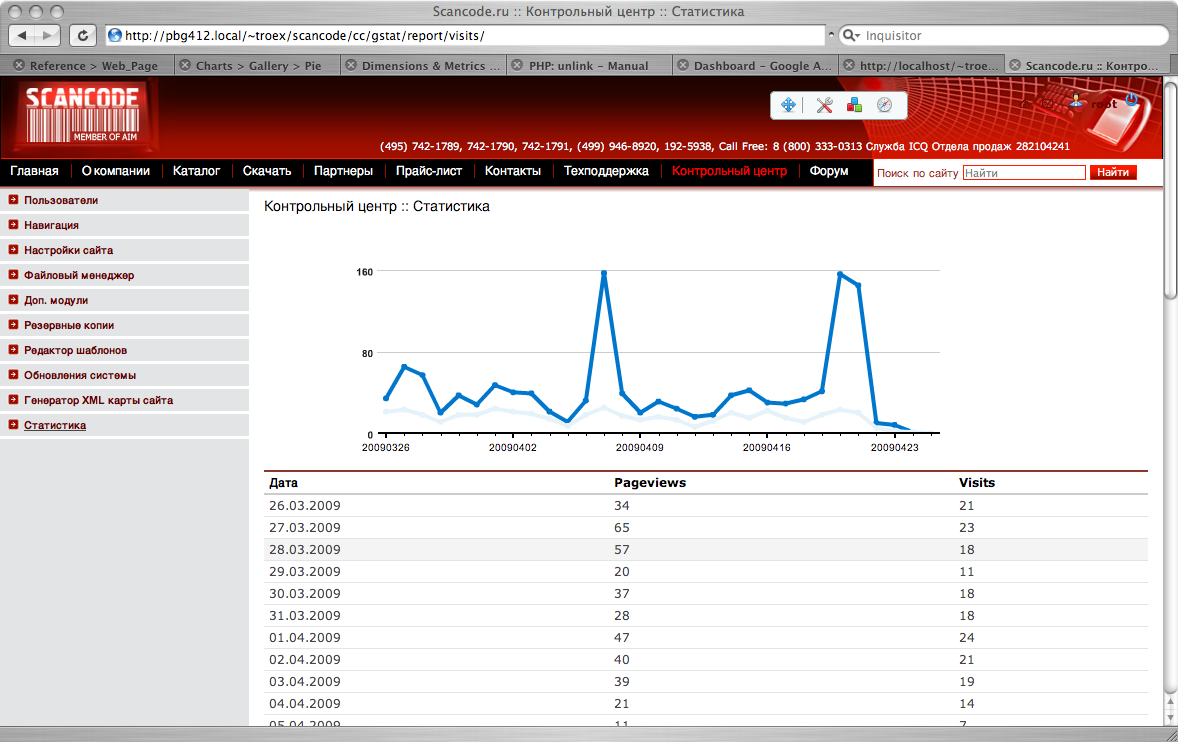 Scancode.ru :: Контрольный центр :: Статистика
http://pbg412.local/~troex/scancode/cc/gstat/report/visits/
Inquisitor
Reference > Web_Page
Charts > Gallery > Pie
Dimensions & Metrics ...
PHP: unlink – Manual
Dashboard – Google A...
http://localhost/~troe...
Scancode.ru :: Контро...
SCANCODE
MEMBER OF AIM
root
(495) 742-1789, 742-1790, 742-1791, (499) 946-8920, 192-5938, Call Free: 8 (800) 333-0313 Служба ICQ Отдела продаж 282104241
Главная
О компании
Каталог
Скачать
Партнеры
Прайс-лист
Контакты
Техподдержка
Контрольный центр
Форум
Поиск по сайту
Найти
Найти
Пользователи
Навигация
Настройки сайта
Файловый менеджер
Доп. модули
Резервные копии
Редактор шаблонов
Обновления системы
Генератор XML карты сайта
Статистика
Контрольный центр :: Статистика
160
80
0
20090326 20090402 20090409 20090416 20090423
Дата Pageviews Visits
26.03.2009 34 21
27.03.2009 65 23
28.03.2009 57 18
29.03.2009 20 11
30.03.2009 37 18
31.03.2009 28 18
01.04.2009 47 24
02.04.2009 40 21
03.04.2009 39 19
04.04.2009 21 14
05.04.2009 11 7